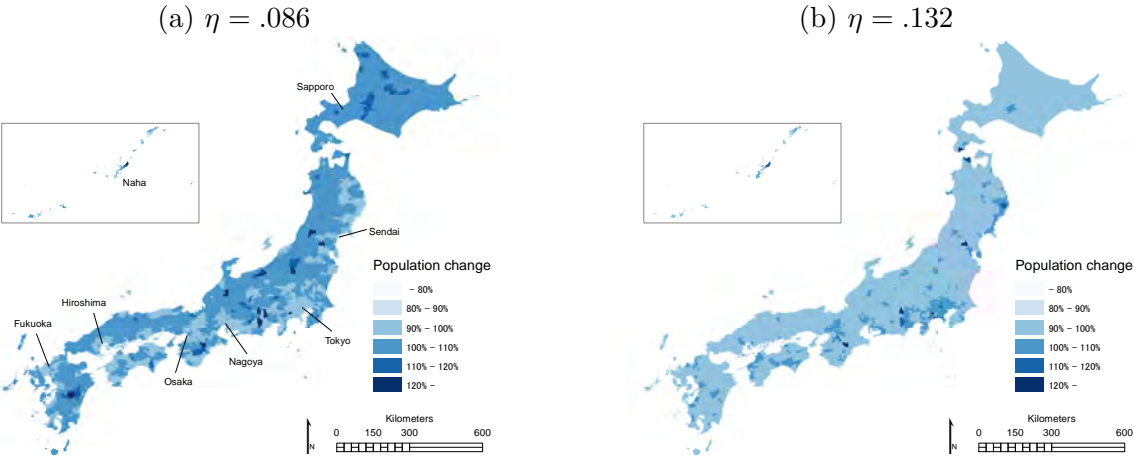 (a) η = .086
Sapporo
Naha
Sendai
Population change
– 80%
80% – 90%
90% – 100%
100% – 110%
110% – 120%
120% –
Hiroshima
Fukuoka
Tokyo
Nagoya
Osaka
Kilometers
N
0 150 300 600
(b) η = .132
Population change
– 80%
80% – 90%
90% – 100%
100% – 110%
110% – 120%
120% –
Kilometers
N
0 150 300 600